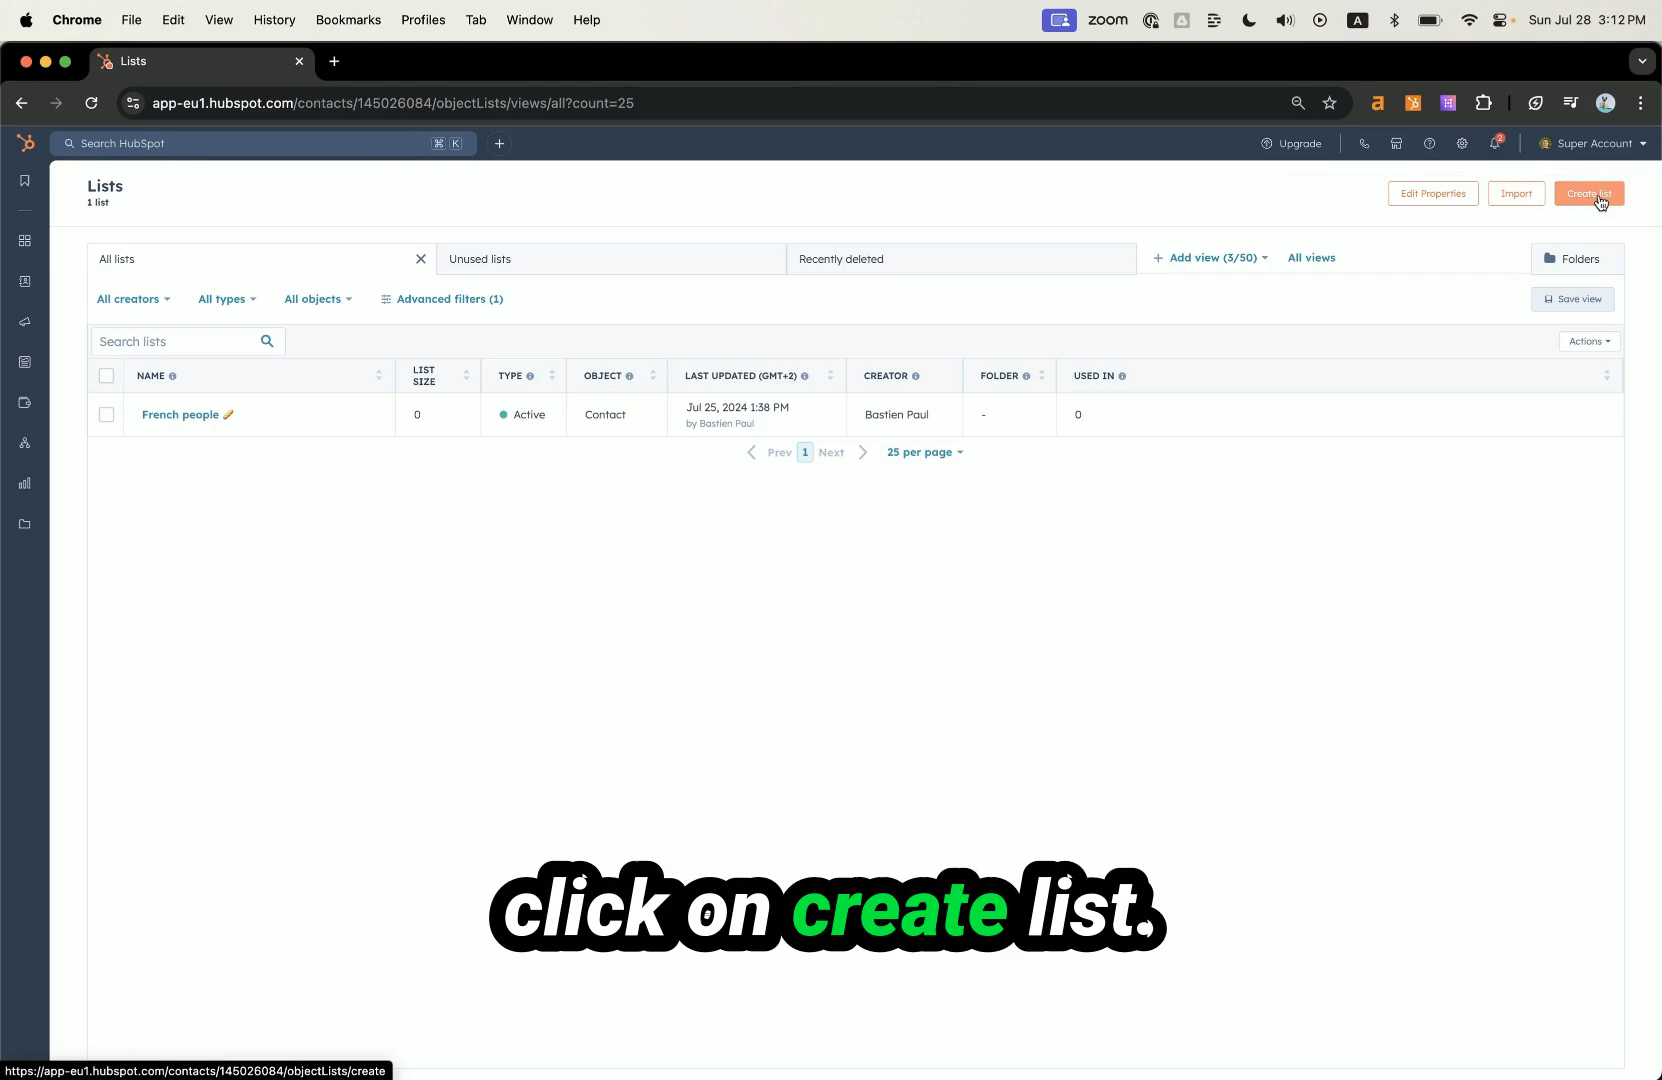 Chrome File Edit View History Bookmarks Profiles Tab Window Help zoom A Sun Jul 28 3:12 PM
Lists
app-eu1.hubspot.com/contacts/145026084/objectLists/views/all?count=25
Search HubSpot ⌘ K Upgrade 2 Super Account
Lists
1 list
Edit Properties Import Create list
All lists Unused lists Recently deleted + Add view (3/50) All views Folders
All creators All types All objects Advanced filters (1) Save view
Search lists Actions
NAME LIST SIZE TYPE OBJECT LAST UPDATED (GMT+2) CREATOR FOLDER USED IN
French people 🥖 0 Active Contact Jul 25, 2024 1:38 PM Bastien Paul - 0
by Bastien Paul
Prev 1 Next 25 per page
click on create list.
https://app-eu1.hubspot.com/contacts/145026084/objectLists/create